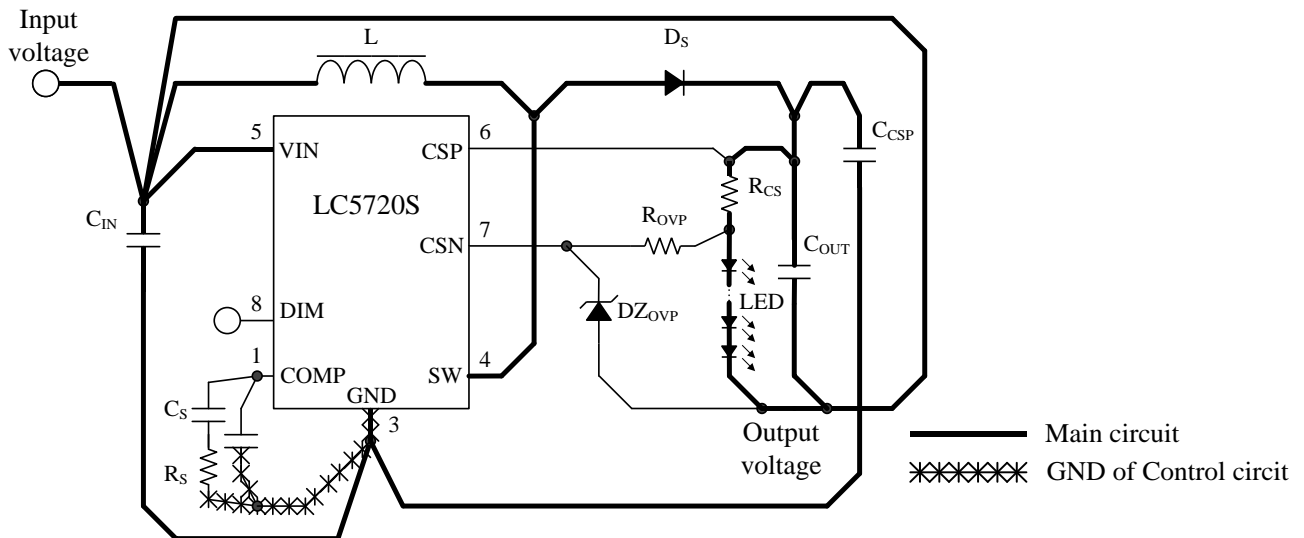 Input
voltage
L
DS
5
VIN
CSP
6
CCSP
LC5720S
RCS
CIN
ROVP
7
CSN
COUT
8
DIM
DZOVP
LED
1
COMP
SW
4
GND
CS
3
RS
Output
voltage
Main circuit
GND of Control circit